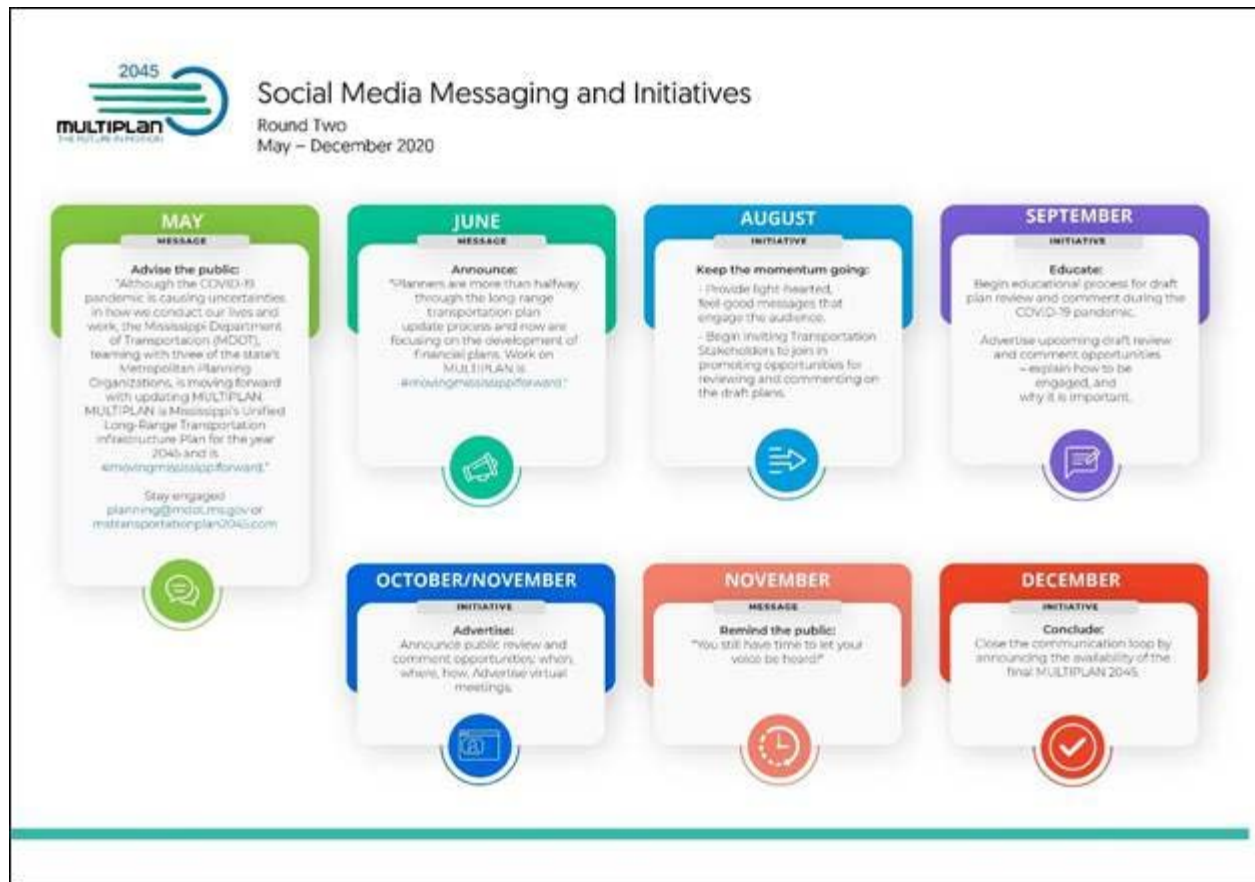 2045
MULTIPLAN
THE FUTURE IN MOTION
Social Media Messaging and Initiatives
Round Two
May – December 2020
MAY
MESSAGE
Advise the public:
"Although the COVID-19
pandemic is causing uncertainties
in how we conduct our lives and
work, the Mississippi Department
of Transportation (MDOT),
teaming with three of the state's
Metropolitan Planning
Organizations, is moving forward
with updating MULTIPLAN.
MULTIPLAN is Mississippi's Unified
Long-Range Transportation
Infrastructure Plan for the year
2045 and is
#movingmississippiforward."
Stay engaged
planning@mdot.ms.gov or
mstransportationplan2045.com
JUNE
MESSAGE
Announce:
"Planners are more than halfway
through the long range
transportation plan
update process and now are
focusing on the development of
financial plans. Work on
MULTIPLAN is
#movingmississippiforward."
AUGUST
INITIATIVE
Keep the momentum going:
- Provide light-hearted,
feel good messages that
engage the audience.
- Begin inviting Transportation
Stakeholders to join in
promoting opportunities for
reviewing and commenting on
the draft plans.
SEPTEMBER
INITIATIVE
Educate:
Begin educational process for draft
plan review and comment during the
COVID-19 pandemic.
Advertise upcoming draft review
and comment opportunities
– explain how to be
engaged, and
why it is important.
OCTOBER/NOVEMBER
INITIATIVE
Advertise:
Announce public review and
comment opportunities; when,
where, how. Advertise virtual
meetings.
NOVEMBER
MESSAGE
Remind the public:
"You still have time to let your
voice be heard!"
DECEMBER
INITIATIVE
Conclude:
Close the communication loop by
announcing the availability of the
final MULTIPLAN 2045.